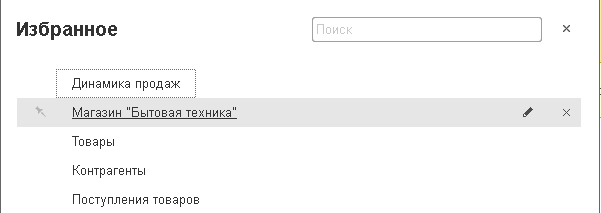 Избранное
Поиск
Динамика продаж
Магазин "Бытовая техника"
Товары
Контрагенты
Поступления товаров